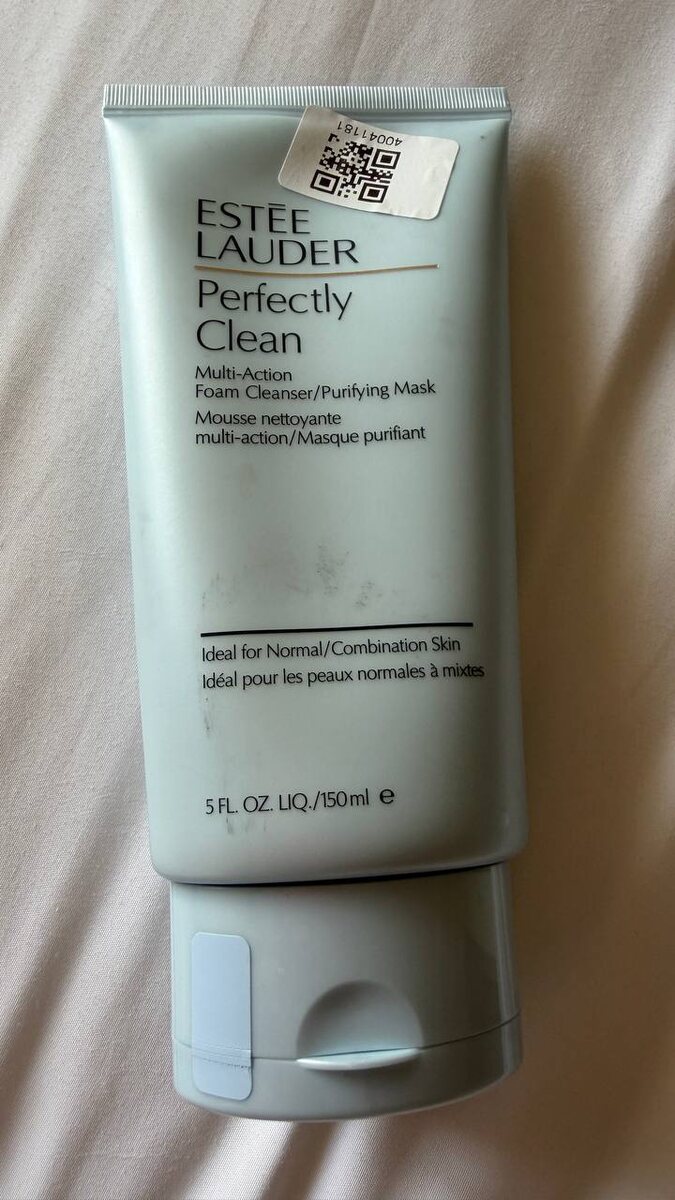 40041181
ESTĒE
LAUDER
Perfectly
Clean
Multi-Action
Foam Cleanser/Purifying Mask
Mousse nettoyante
multi-action/Masque purifiant
Ideal for Normal/Combination Skin
Idéal pour les peaux normales à mixtes
5 FL. OZ. LIQ./150 ml ℮